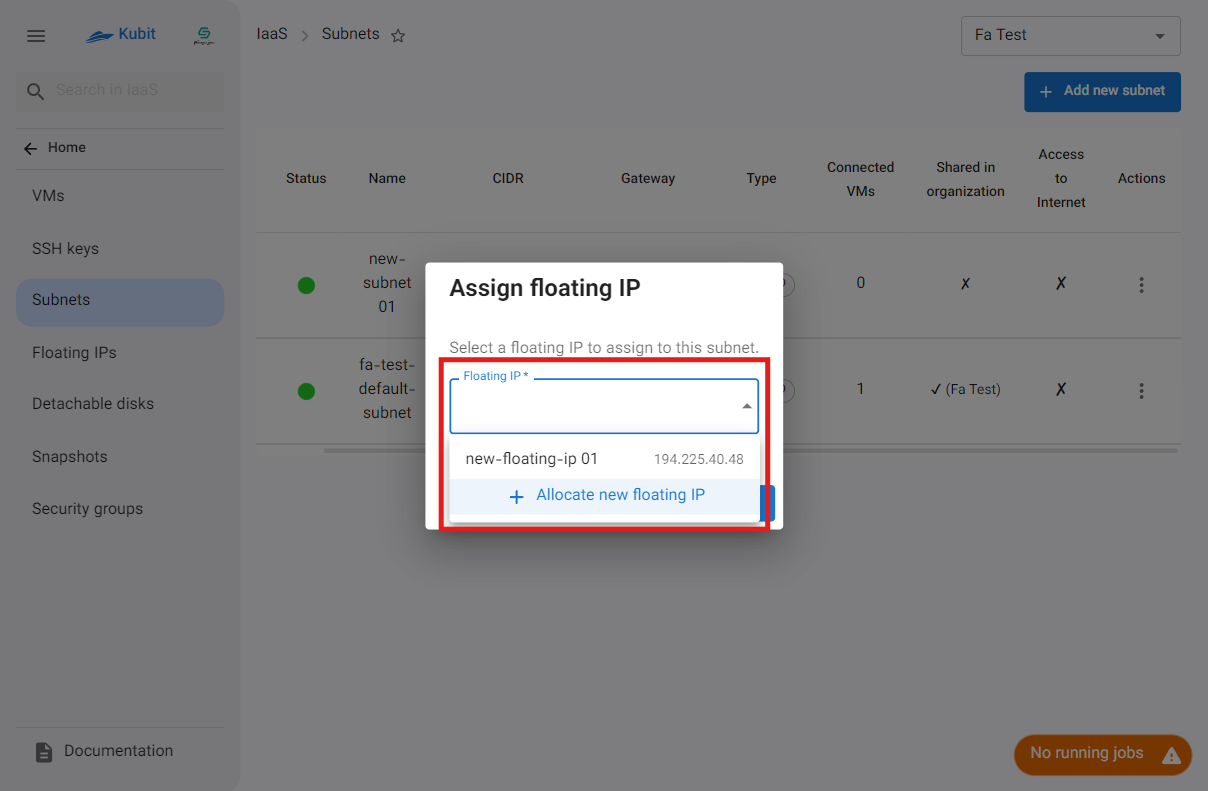 Kubit
IaaS
Subnets
Fa Test
Search in IaaS
Add new subnet
Home
VMs
SSH keys
Subnets
Floating IPs
Detachable disks
Snapshots
Security groups
Documentation
Status
Name
CIDR
Gateway
Type
Connected
VMs
Shared in
organization
Access
to
Internet
Actions
new-
subnet
01
0
✗
✗
fa-test-
default-
subnet
1
✓ (Fa Test)
✗
Assign floating IP
Select a floating IP to assign to this subnet.
Floating IP *
new-floating-ip 01 194.225.40.48
Allocate new floating IP
No running jobs